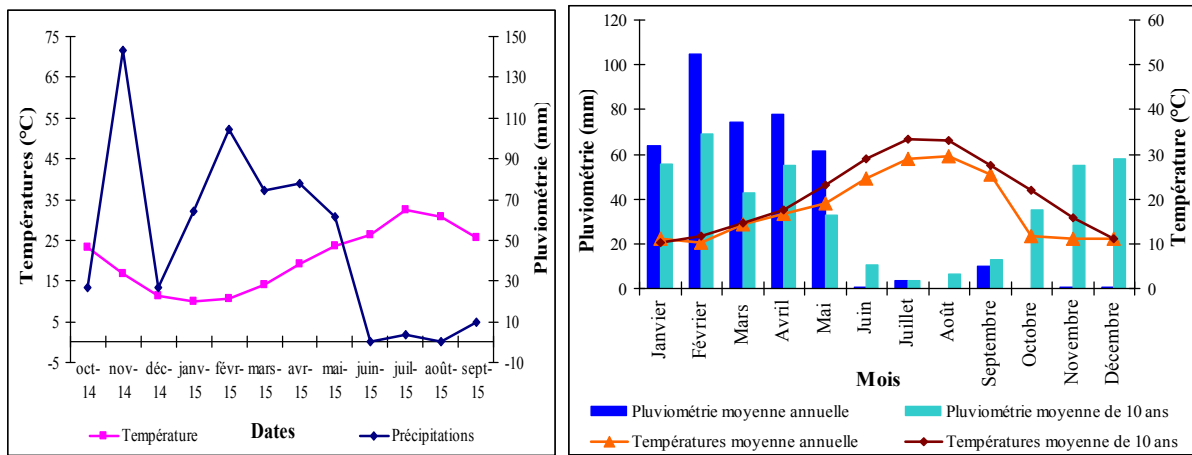 Températures (°C)
75
65
55
45
35
25
15
5
-5
Pluviométrie (mm)
150
130
110
90
70
50
30
10
-10
oct-14 nov-14 déc-14 janv-15 févr-15 mars-15 avr-15 mai-15 juin-15 juil-15 août-15 sept-15
Dates
Température Précipitations
Pluviométrie (mm)
120
100
80
60
40
20
0
Température (°C)
60
50
40
30
20
10
0
Janvier Février Mars Avril Mai Juin Juillet Août Septembre Octobre Novembre Décembre
Mois
Pluviométrie moyenne annuelle Pluviométrie moyenne de 10 ans
Températures moyenne annuelle Températures moyenne de 10 ans